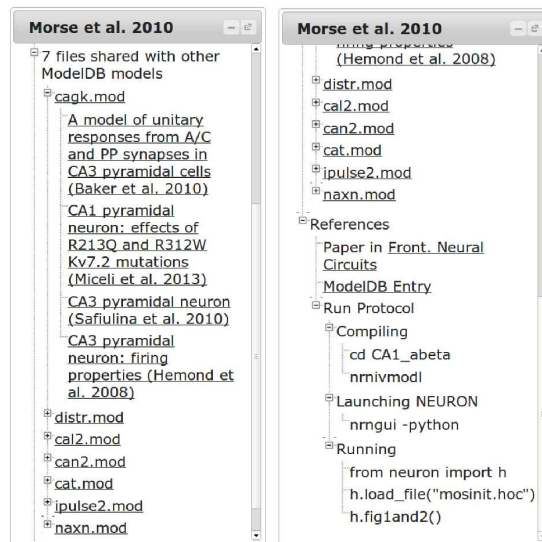 Morse et al. 2010
7 files shared with other
ModelDB models
cagk.mod
A model of unitary
responses from A/C
and PP synapses in
CA3 pyramidal cells
(Baker et al. 2010)
CA1 pyramidal
neuron: effects of
R213Q and R312W
Kv7.2 mutations
(Miceli et al. 2013)
CA3 pyramidal neuron
(Safiulina et al. 2010)
CA3 pyramidal
neuron: firing
properties (Hemond et
al. 2008)
distr.mod
cal2.mod
can2.mod
cat.mod
ipulse2.mod
naxn.mod
Morse et al. 2010
firing properties
(Hemond et al. 2008)
distr.mod
cal2.mod
can2.mod
cat.mod
ipulse2.mod
naxn.mod
References
Paper in Front. Neural
Circuits
ModelDB Entry
Run Protocol
Compiling
cd CA1_abeta
nrnivmodl
Launching NEURON
nrngui -python
Running
from neuron import h
h.load_file("mosinit.hoc")
h.fig1and2()